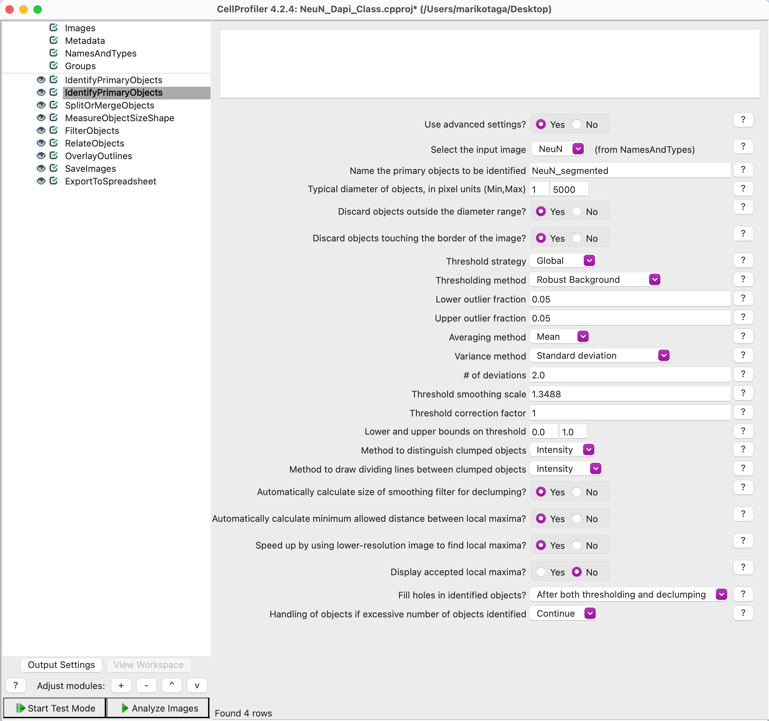 CellProfiler 4.2.4: NeuN_Dapi_Class.cpproj* (/Users/marikotaga/Desktop)
Images
Metadata
NamesAndTypes
Groups
IdentifyPrimaryObjects
IdentifyPrimaryObjects
SplitOrMergeObjects
MeasureObjectSizeShape
FilterObjects
RelateObjects
OverlayOutlines
SaveImages
ExportToSpreadsheet
Output Settings View Workspace
? Adjust modules: + - ^ v
Start Test Mode Analyze Images
Use advanced settings? Yes No ?
Select the input image NeuN (from NamesAndTypes) ?
Name the primary objects to be identified NeuN_segmented ?
Typical diameter of objects, in pixel units (Min,Max) 1 5000 ?
Discard objects outside the diameter range? Yes No ?
Discard objects touching the border of the image? Yes No ?
Threshold strategy Global ?
Thresholding method Robust Background ?
Lower outlier fraction 0.05 ?
Upper outlier fraction 0.05 ?
Averaging method Mean ?
Variance method Standard deviation ?
# of deviations 2.0 ?
Threshold smoothing scale 1.3488 ?
Threshold correction factor 1 ?
Lower and upper bounds on threshold 0.0 1.0 ?
Method to distinguish clumped objects Intensity ?
Method to draw dividing lines between clumped objects Intensity ?
Automatically calculate size of smoothing filter for declumping? Yes No ?
Automatically calculate minimum allowed distance between local maxima? Yes No ?
Speed up by using lower-resolution image to find local maxima? Yes No ?
Display accepted local maxima? Yes No ?
Fill holes in identified objects? After both thresholding and declumping ?
Handling of objects if excessive number of objects identified Continue ?
Found 4 rows